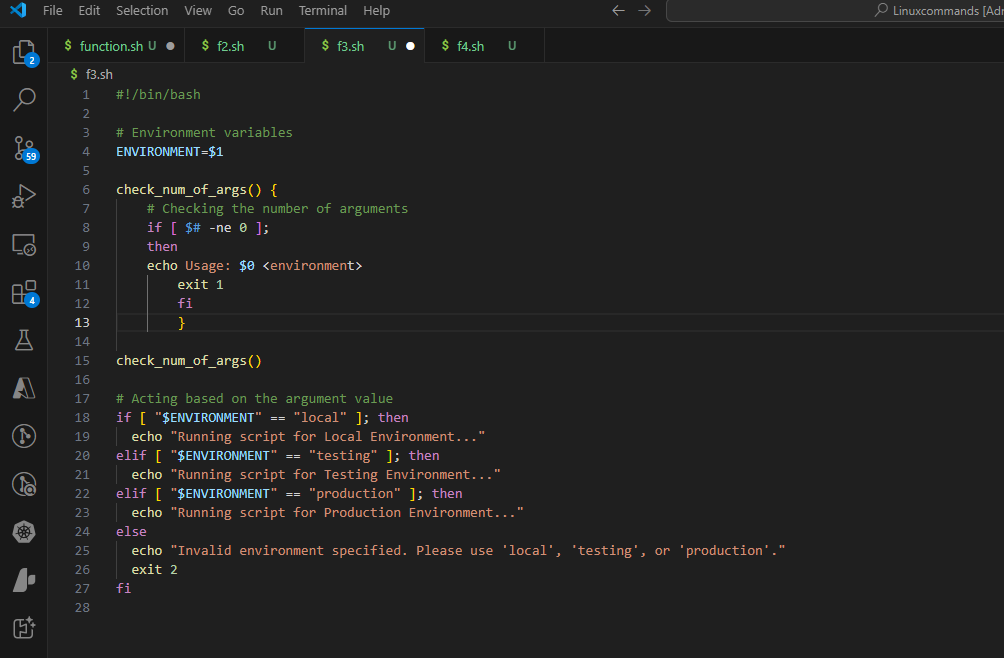 File Edit Selection View Go Run Terminal Help
Linuxcommands [Adm
$ function.sh U
$ f2.sh U
$ f3.sh U
$ f4.sh U
2
$ f3.sh
59
4
1 #!/bin/bash
2
3 # Environment variables
4 ENVIRONMENT=$1
5
6 check_num_of_args() {
7 # Checking the number of arguments
8 if [ $# -ne 0 ];
9 then
10 echo Usage: $0 <environment>
11 exit 1
12 fi
13 }
14
15 check_num_of_args()
16
17 # Acting based on the argument value
18 if [ "$ENVIRONMENT" == "local" ]; then
19 echo "Running script for Local Environment..."
20 elif [ "$ENVIRONMENT" == "testing" ]; then
21 echo "Running script for Testing Environment..."
22 elif [ "$ENVIRONMENT" == "production" ]; then
23 echo "Running script for Production Environment..."
24 else
25 echo "Invalid environment specified. Please use 'local', 'testing', or 'production'."
26 exit 2
27 fi
28